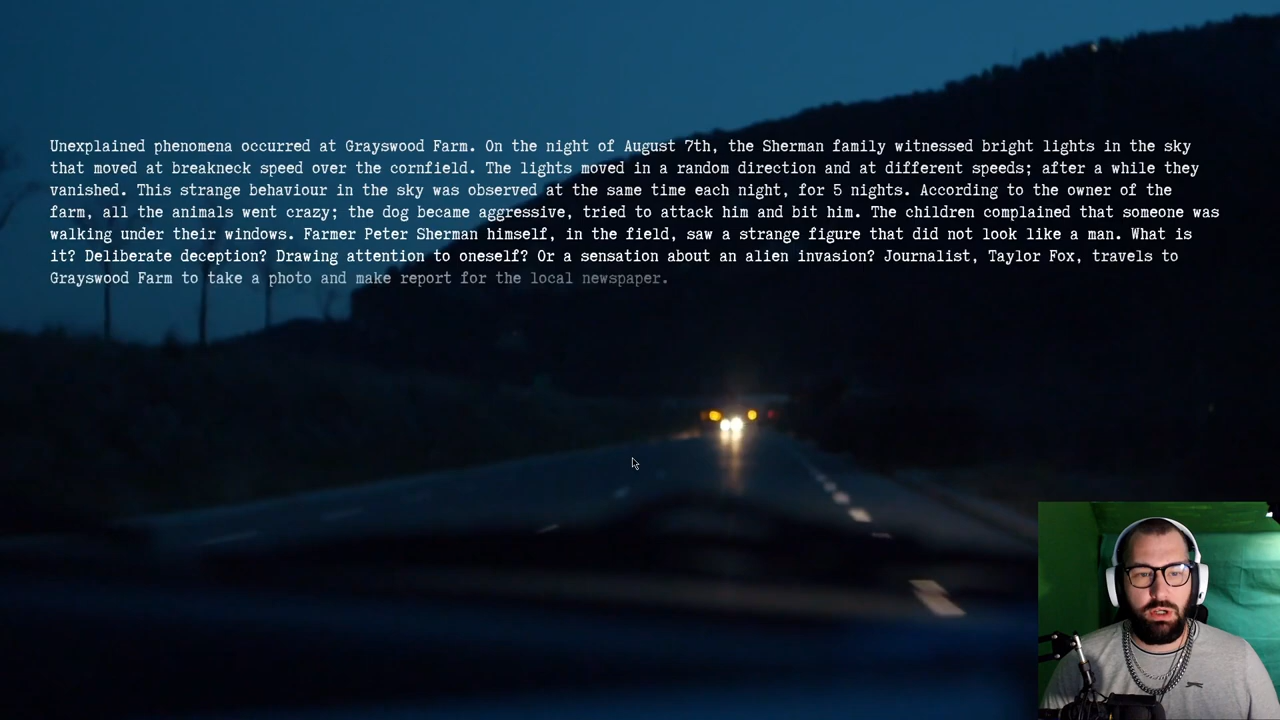 Unexplained phenomena occurred at Grayswood Farm. On the night of August 7th, the Sherman family witnessed bright lights in the sky
that moved at breakneck speed over the cornfield. The lights moved in a random direction and at different speeds; after a while they
vanished. This strange behaviour in the sky was observed at the same time each night, for 5 nights. According to the owner of the
farm, all the animals went crazy; the dog became aggressive, tried to attack him and bit him. The children complained that someone was
walking under their windows. Farmer Peter Sherman himself, in the field, saw a strange figure that did not look like a man. What is
it? Deliberate deception? Drawing attention to oneself? Or a sensation about an alien invasion? Journalist, Taylor Fox, travels to
Grayswood Farm to take a photo and make report for the local newspaper.